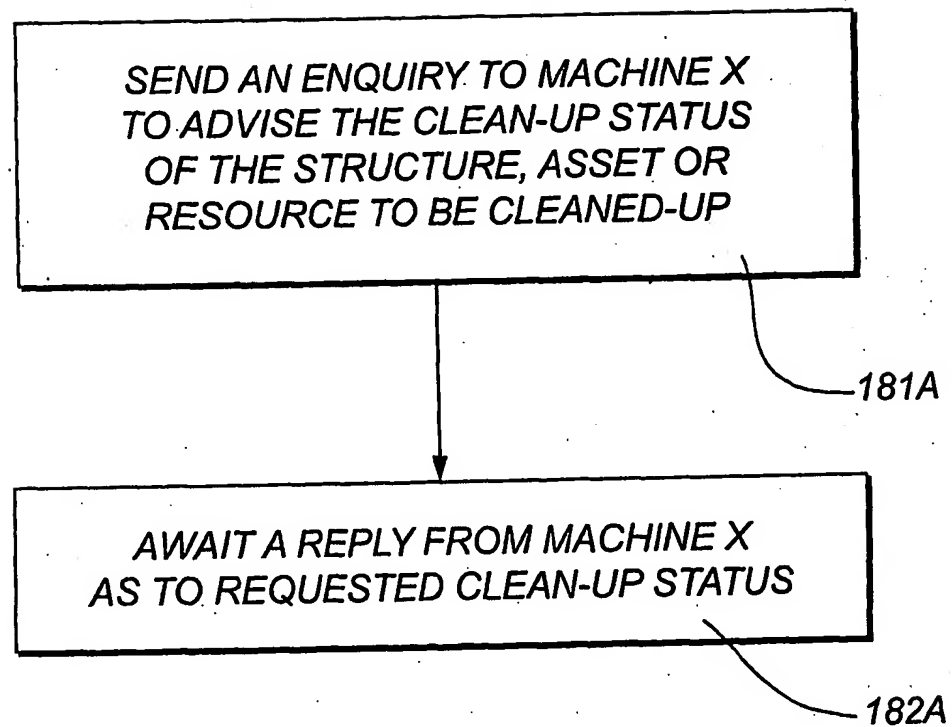 SEND AN ENQUIRY TO MACHINE X
TO ADVISE THE CLEAN-UP STATUS
OF THE STRUCTURE, ASSET OR
RESOURCE TO BE CLEANED-UP
181A
AWAIT A REPLY FROM MACHINE X
AS TO REQUESTED CLEAN-UP STATUS
182A